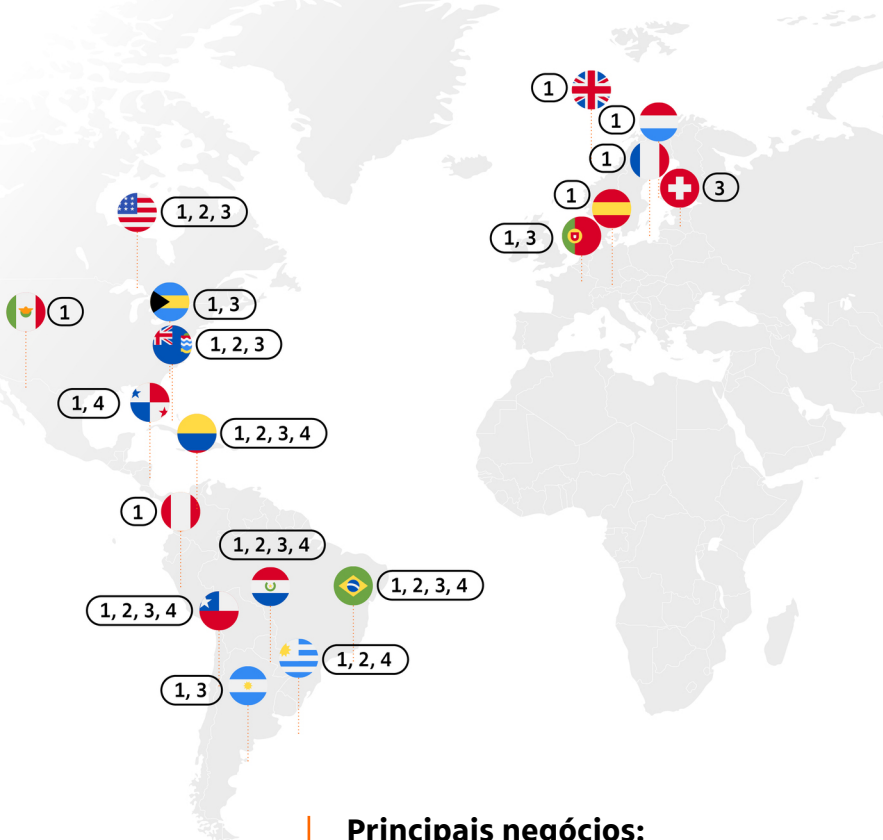 1
1
1
3
1
1, 3
1, 2, 3
1, 3
1
1, 2, 3
1, 4
1, 2, 3, 4
1
1, 2, 3, 4
1, 2, 3, 4
1, 2, 3, 4
1, 2, 4
1, 3
Principais negócios: